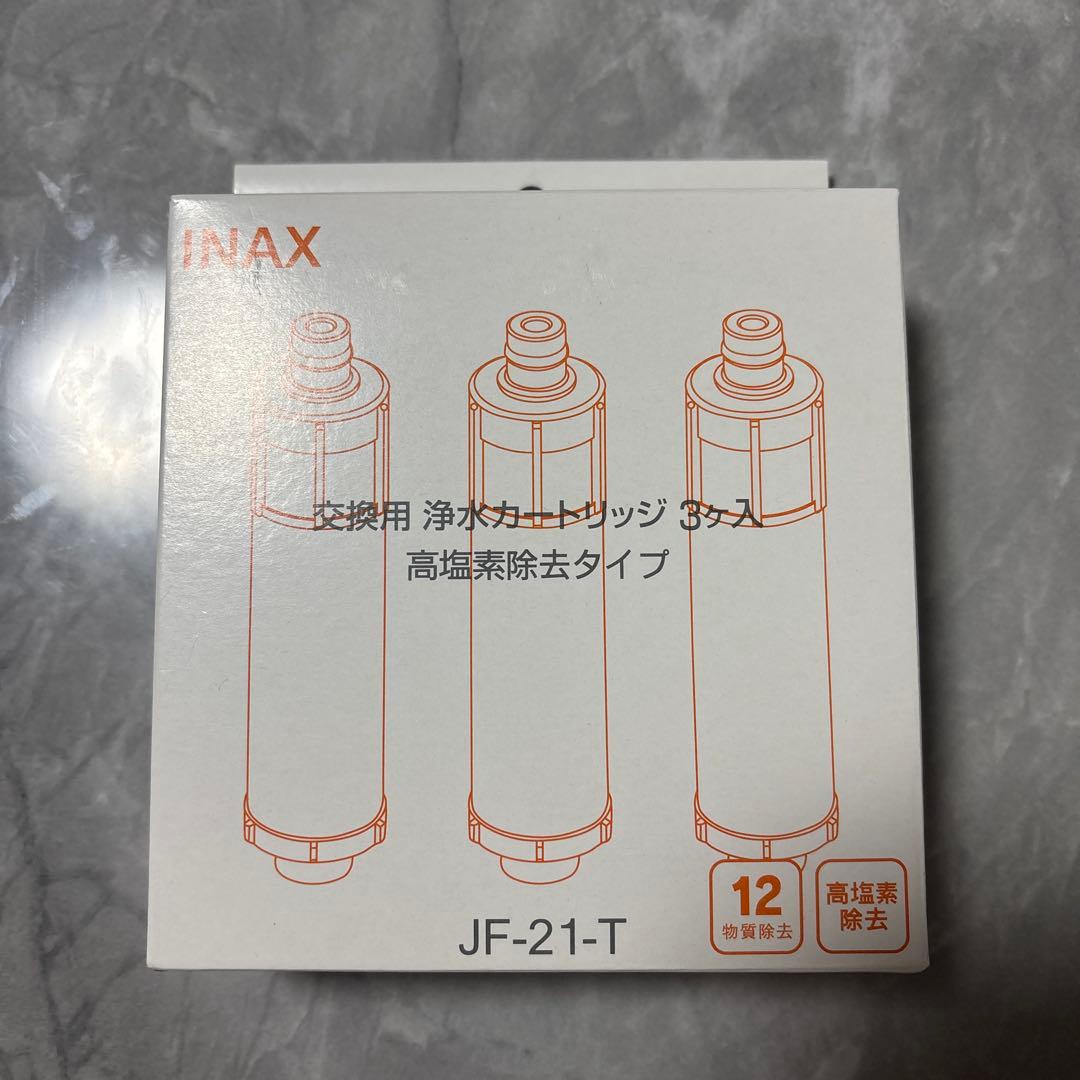 INAX
交換用 浄水カートリッジ 3ヶ入
高塩素除去タイプ
12
物質除去
高塩素
除去
JF-21-T